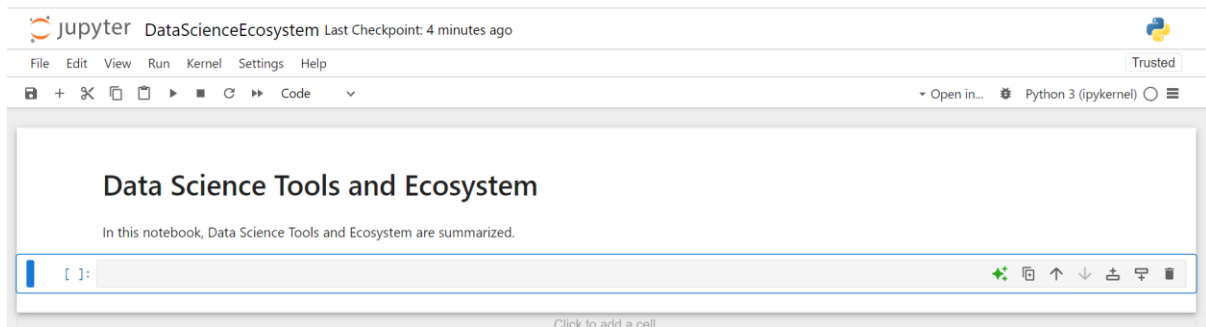 jupyter DataScienceEcosystem Last Checkpoint: 4 minutes ago
File Edit View Run Kernel Settings Help Trusted
Code Open in... Python 3 (ipykernel)
Data Science Tools and Ecosystem
In this notebook, Data Science Tools and Ecosystem are summarized.
[ ]:
Click to add a cell